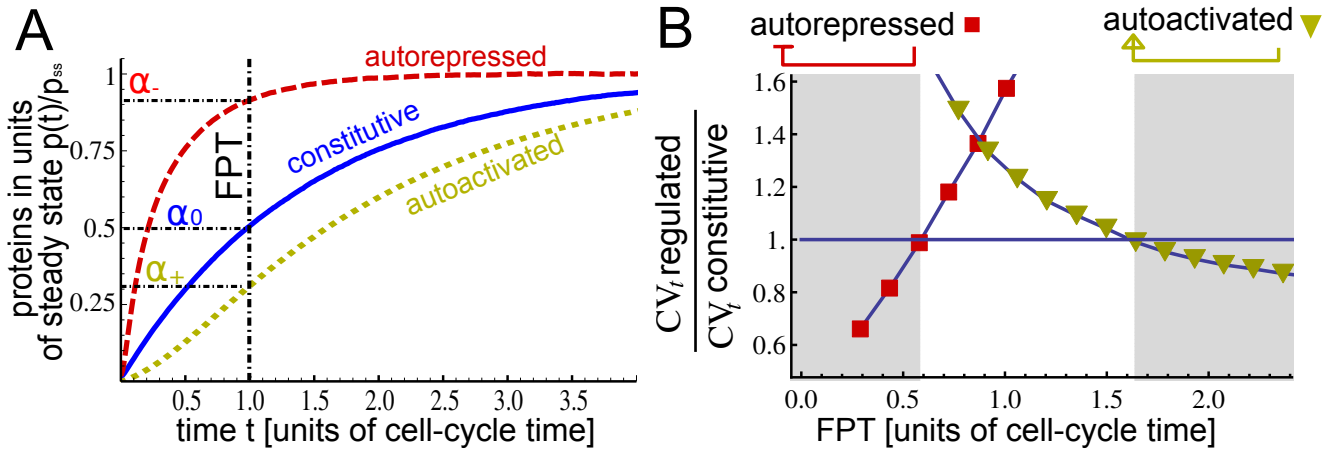 A
proteins in units
of steady state p(t)/pss
1
0.75
0.5
0.25
α-
α0
α+
FPT
autorepressed
constitutive
autoactivated
0.5
1.0
1.5
2.0
2.5
3.0
3.5
time t [units of cell-cycle time]
B
autorepressed
autoactivated
CVt regulated
CVt constitutive
1.6
1.4
1.2
1.0
0.8
0.6
0.0
0.5
1.0
1.5
2.0
FPT [units of cell-cycle time]